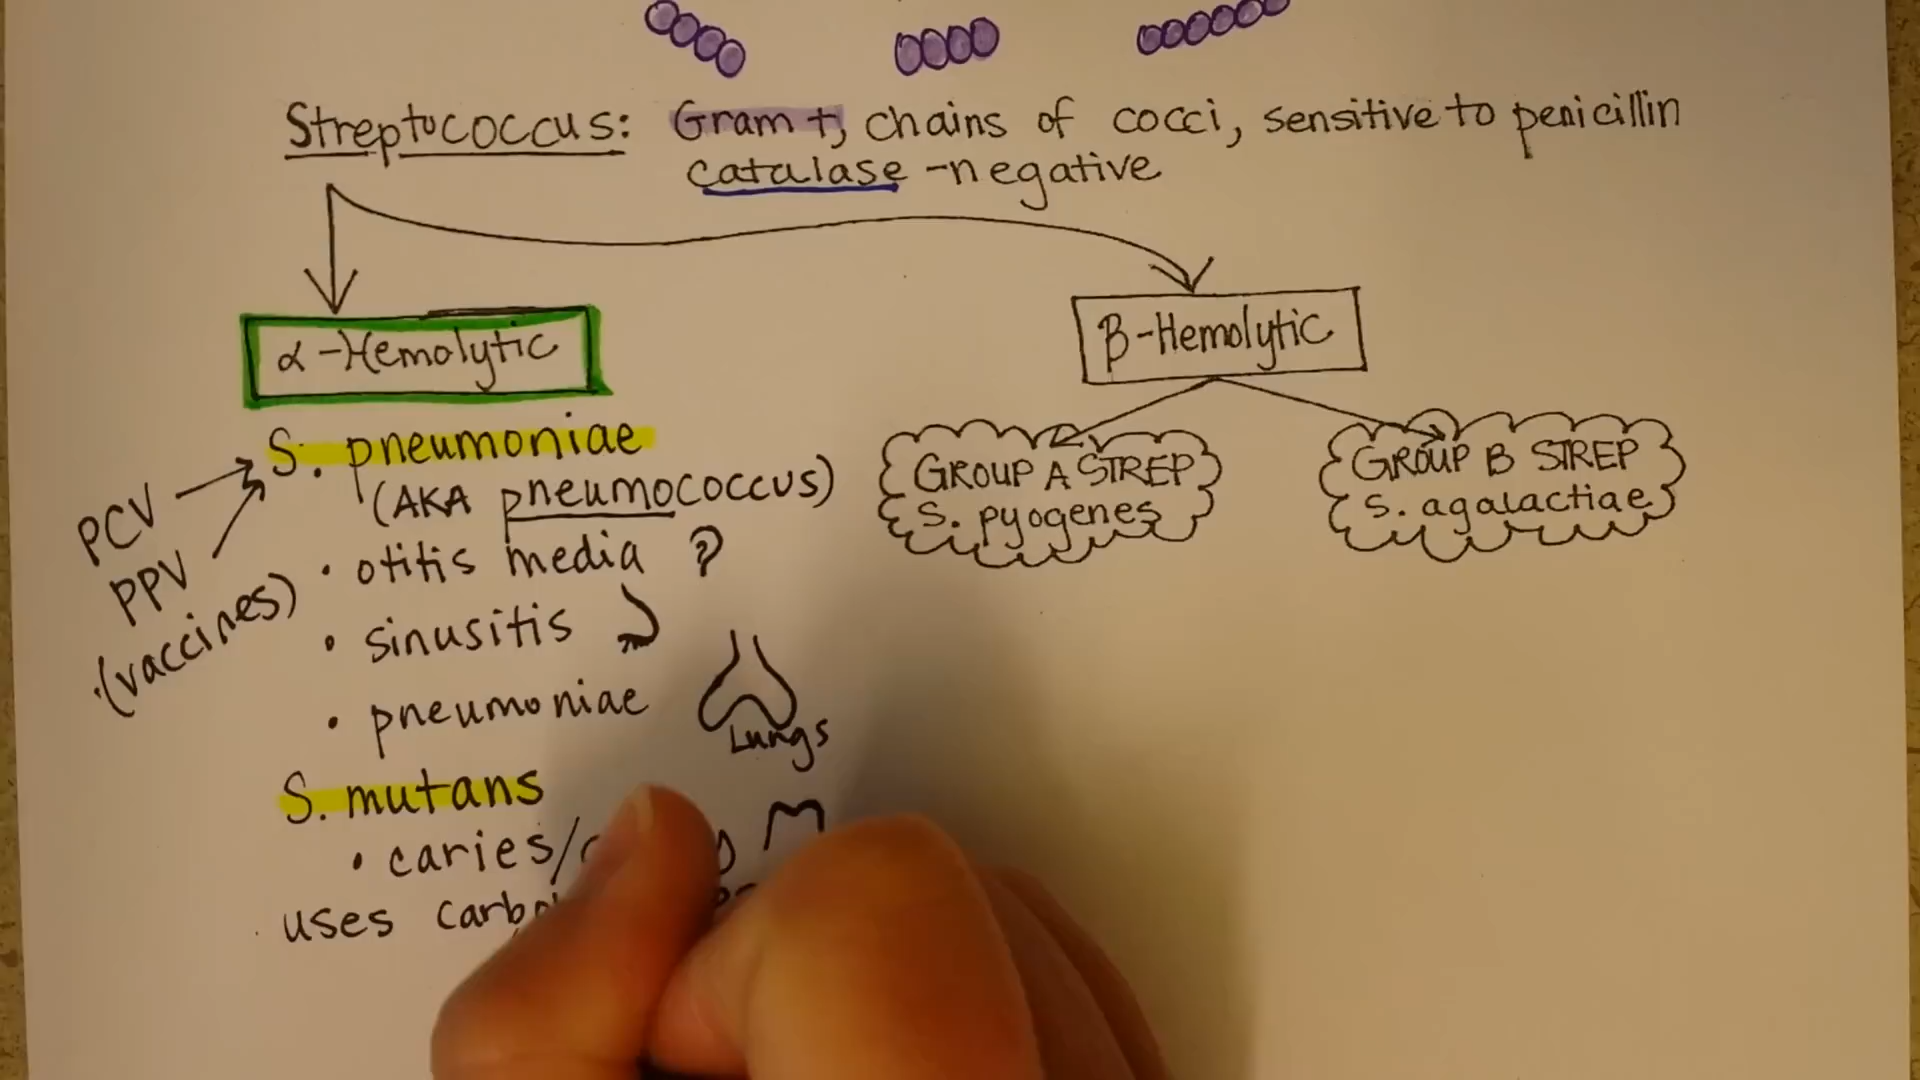 Streptococcus: Gram +, chains of cocci, sensitive to penicillin
catalase -negative
α-Hemolytic
β-Hemolytic
S. pneumoniae
(AKA pneumococcus)
PCV
PPV
(vaccines)
• otitis media
• sinusitis
• pneumoniae
Lungs
S. mutans
• caries/
uses
GROUP A STREP
S. pyogenes
GROUP B STREP
S. agalactiae